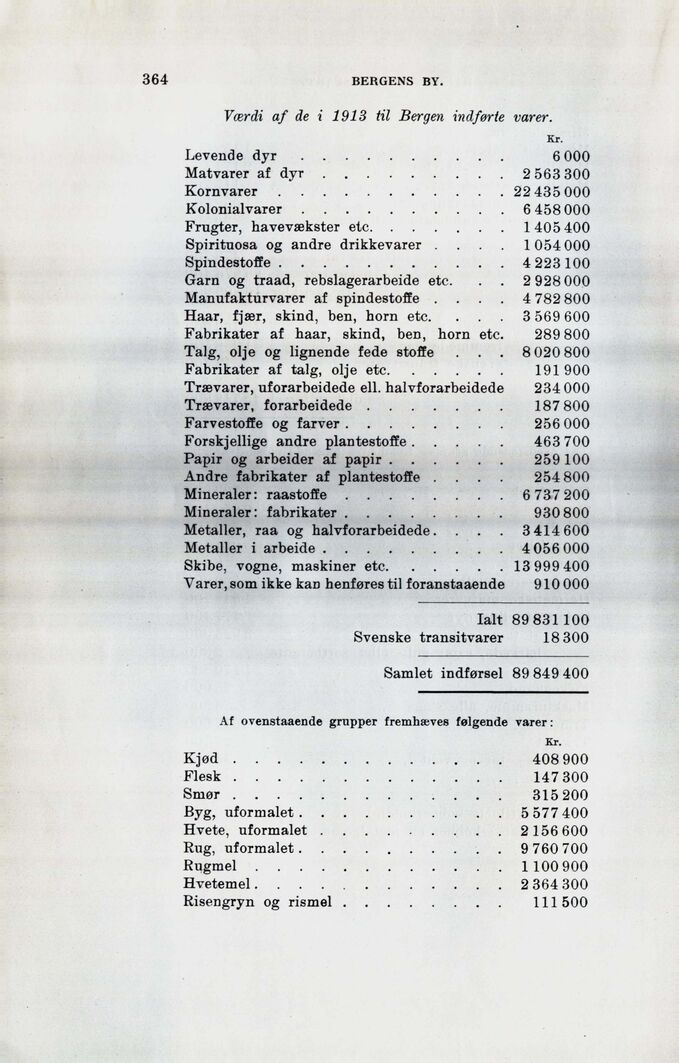 364
BERGENS BY.
Værdi af de i 1913 til Bergen indførte varer.
Kr.
Levende dyr . . . . . . . . . . 6 000
Matvarer af dyr . . . . . . . . . 2 563 300
Kornvarer . . . . . . . . . . . 22 435 000
Kolonialvarer . . . . . . . . . . 6 458 000
Frugter, havevækster etc. . . . . . . 1 405 400
Spirituosa og andre drikkevarer . . . . 1 054 000
Spindestoffe . . . . . . . . . . . 4 223 100
Garn og traad, rebslagerarbeide etc. . . 2 928 000
Manufakturvarer af spindestoffe . . . . 4 782 800
Haar, fjær, skind, ben, horn etc. . . . 3 569 600
Fabrikater af haar, skind, ben, horn etc. 289 800
Talg, olje og lignende fede stoffe . . . 8 020 800
Fabrikater af talg, olje etc. . . . . . 191 900
Trævarer, uforarbeidede ell. halvforarbeidede 234 000
Trævarer, forarbeidede . . . . . . . 187 800
Farvestoffe og farver . . . . . . . . 256 000
Forskjellige andre plantestoffe . . . . . 463 700
Papir og arbeider af papir . . . . . . 259 100
Andre fabrikater af plantestoffe . . . . 254 800
Mineraler: raastoffe . . . . . . . . 6 737 200
Mineraler: fabrikater . . . . . . . . 930 800
Metaller, raa og halvforarbeidede . . . . 3 414 600
Metaller i arbeide . . . . . . . . . 4 056 000
Skibe, vogne, maskiner etc. . . . . . 13 999 400
Varer, som ikke kan henføres til foranstaaende 910 000
Ialt 89 831 100
Svenske transitvarer 18 300
Samlet indførsel 89 849 400
Af ovenstaaende grupper fremhæves følgende varer:
Kr.
Kjød . . . . . . . . . . . . . 408 900
Flesk . . . . . . . . . . . . . 147 300
Smør . . . . . . . . . . . . . 315 200
Byg, uformalet . . . . . . . . . . 5 577 400
Hvete, uformalet . . . . . . . . . 2 156 600
Rug, uformalet . . . . . . . . . . 9 760 700
Rugmel . . . . . . . . . . . . 1 100 900
Hvetemel . . . . . . . . . . . . 2 364 300
Risengryn og rismel . . . . . . . . 111 500